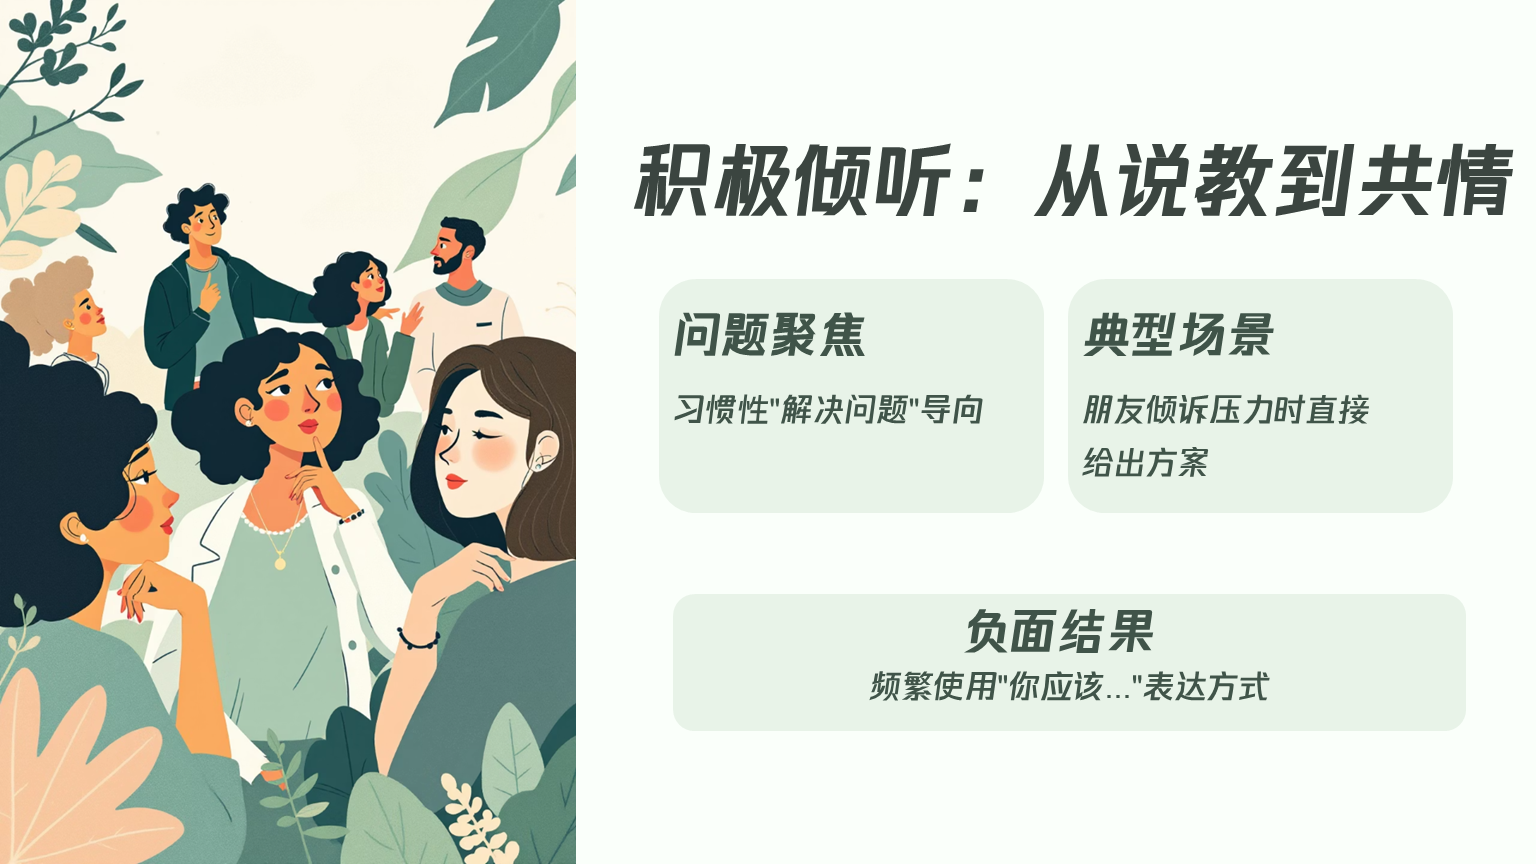 积极倾听：从说教到共情
问题聚焦
习惯性"解决问题"导向
典型场景
朋友倾诉压力时直接
给出方案
负面结果
频繁使用"你应该..."表达方式